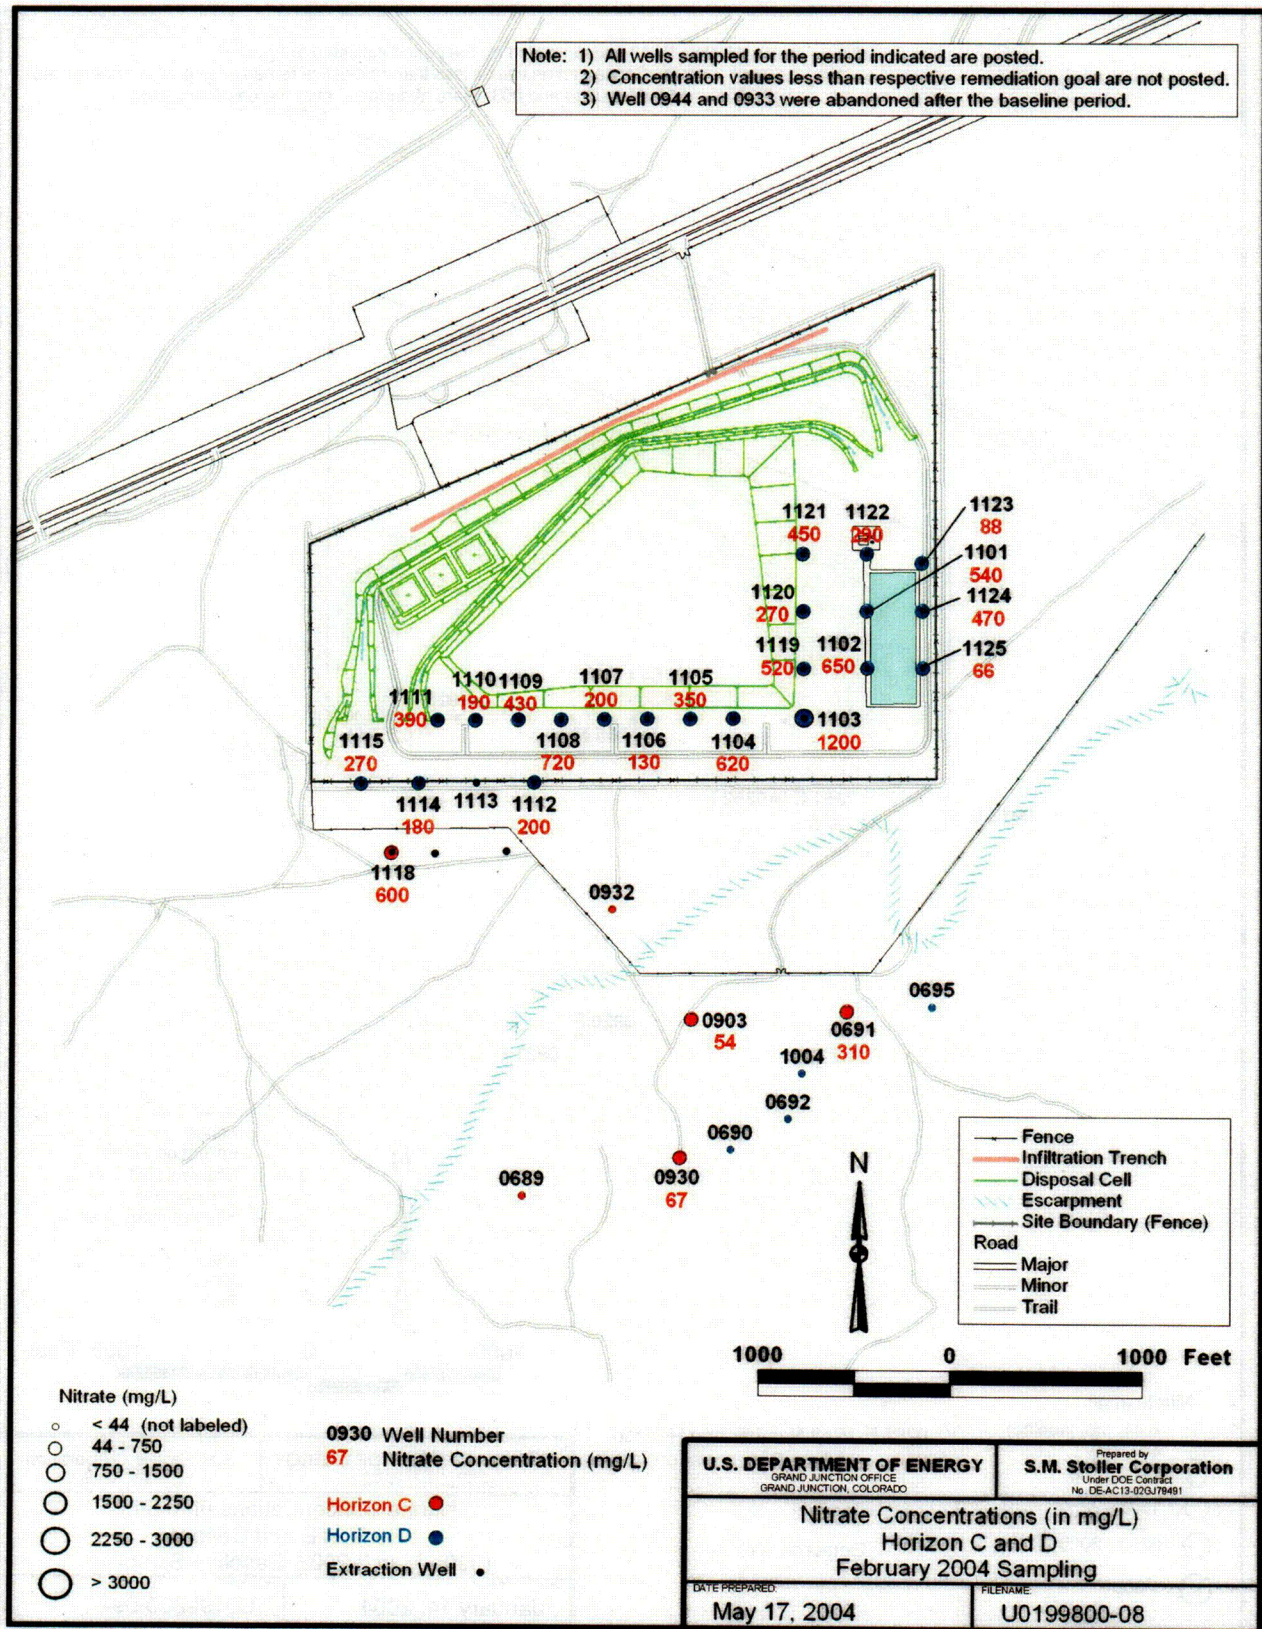 Note: 1) All wells sampled for the period indicated are posted.
2) Concentration values less than respective remediation goal are not posted.
3) Well 0944 and 0933 were abandoned after the baseline period.
1121
450
1122
290
1123
88
1101
540
1120
270
1124
470
1119
520
1102
650
1125
66
1111
390
1110
190
1109
430
1107
200
1105
350
1103
1200
1115
270
1108
720
1106
130
1104
620
1114
180
1113
1112
200
1118
600
0932
0695
0903
54
0691
310
1004
0692
0690
0689
0930
67
N
Fence
Infiltration Trench
Disposal Cell
Escarpment
Site Boundary (Fence)
Road
Major
Minor
Trail
1000 0 1000 Feet
Nitrate (mg/L)
< 44 (not labeled)
44 - 750
750 - 1500
1500 - 2250
2250 - 3000
> 3000
0930 Well Number
67 Nitrate Concentration (mg/L)
Horizon C
Horizon D
Extraction Well
U.S. DEPARTMENT OF ENERGY
GRAND JUNCTION OFFICE
GRAND JUNCTION, COLORADO
Prepared by
S.M. Stoller Corporation
Under DOE Contract
No. DE-AC13-02GJ79491
Nitrate Concentrations (in mg/L)
Horizon C and D
February 2004 Sampling
DATE PREPARED:
May 17, 2004
FILENAME:
U0199800-08